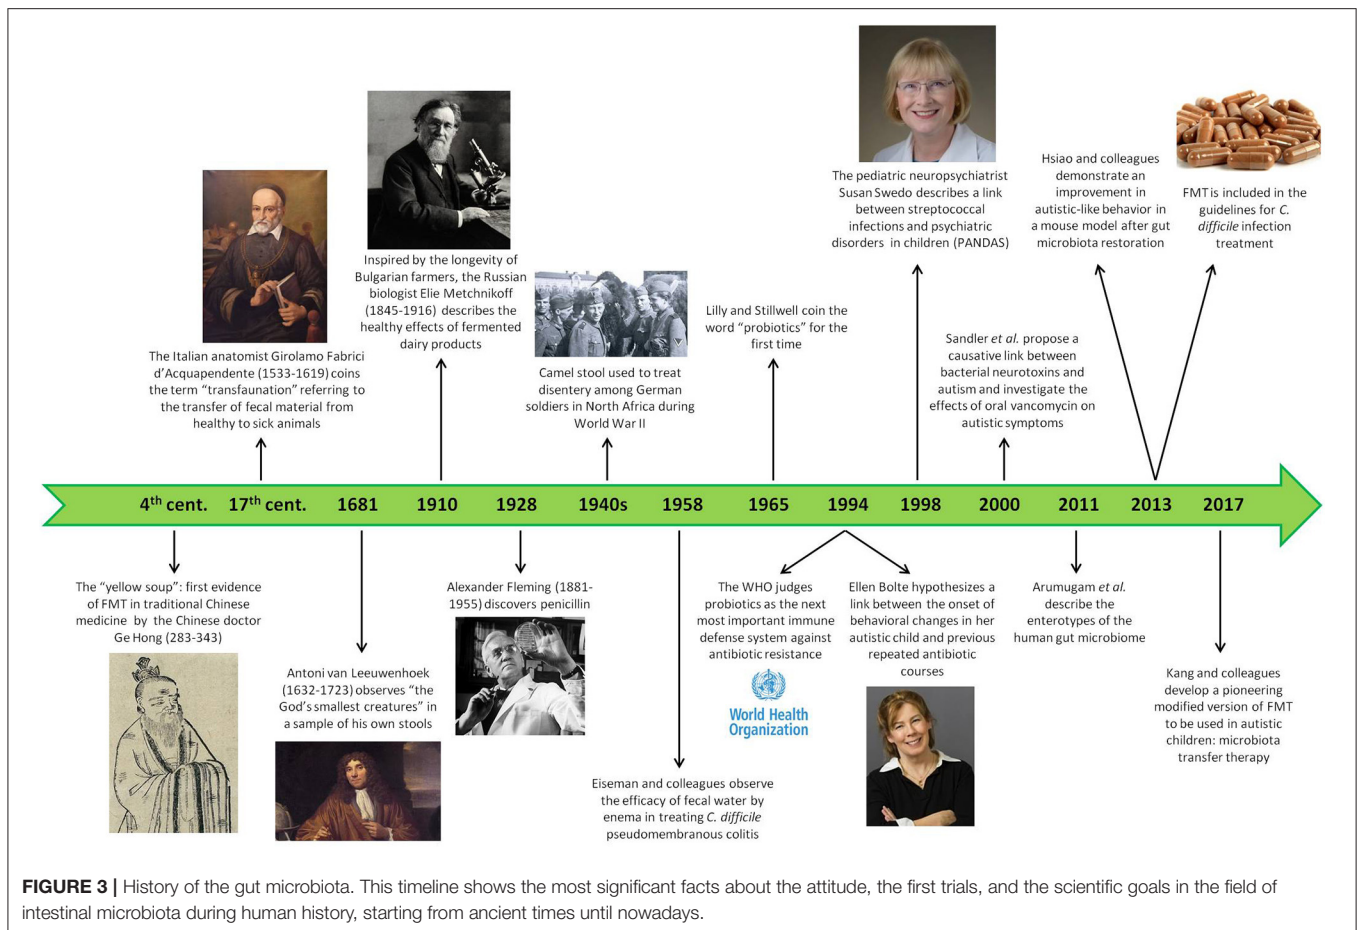 The pediatric neuropsychiatrist
Susan Swedo describes a link
between streptococcal
infections and psychiatric
disorders in children (PANDAS)
Hsiao and colleagues
demonstrate an
improvement in
autistic-like behavior in
a mouse model after gut
microbiota restoration
FMT is included in the
guidelines for C.
difficile infection
treatment
Inspired by the longevity of
Bulgarian farmers, the Russian
biologist Elie Metchnikoff
(1845-1916) describes the
healthy effects of fermented
dairy products
The Italian anatomist Girolamo Fabrici
d'Acquapendente (1533-1619) coins
the term "transfaunation" referring to
the transfer of fecal material from
healthy to sick animals
Camel stool used to treat
disentery among German
soldiers in North Africa during
World War II
Lilly and Stillwell coin the
word "probiotics" for the
first time
Sandler et al. propose a
causative link between
bacterial neurotoxins and
autism and investigate the
effects of oral vancomycin on
autistic symptoms
4th cent. 17th cent. 1681 1910 1928 1940s 1958 1965 1994 1998 2000 2011 2013 2017
The "yellow soup": first evidence
of FMT in traditional Chinese
medicine by the Chinese doctor
Ge Hong (283-343)
Antoni van Leeuwenhoek
(1632-1723) observes "the
God's smallest creatures" in
a sample of his own stools
Alexander Fleming (1881-
1955) discovers penicillin
Eiseman and colleagues observe
the efficacy of fecal water by
enema in treating C. difficile
pseudomembranous colitis
The WHO judges
probiotics as the next
most important immune
defense system against
antibiotic resistance
World Health
Organization
Ellen Bolte hypothesizes a
link between the onset of
behavioral changes in her
autistic child and previous
repeated antibiotic
courses
Arumugam et al.
describe the
enterotypes of the
human gut microbiome
Kang and colleagues
develop a pioneering
modified version of FMT
to be used in autistic
children: microbiota
transfer therapy
FIGURE 3 | History of the gut microbiota. This timeline shows the most significant facts about the attitude, the first trials, and the scientific goals in the field of
intestinal microbiota during human history, starting from ancient times until nowadays.